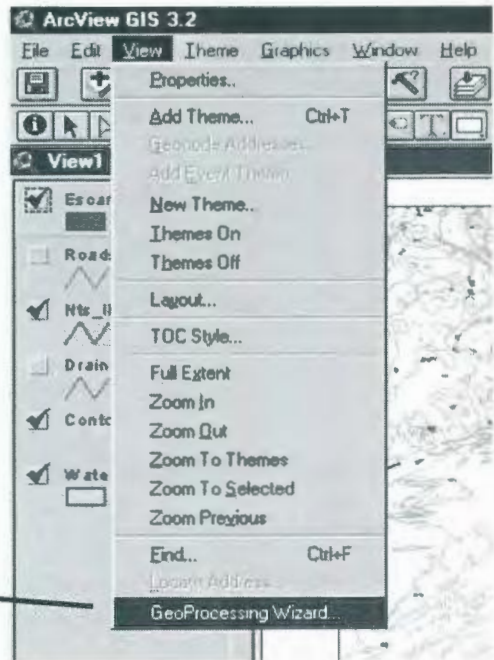 ArcView GIS 3.2
File Edit View Theme Graphics Window Help
Properties..
Add Theme... Ctrl+T
Geocode Addresses...
Add Event Theme...
New Theme...
Themes On
Themes Off
Layout...
TOC Style...
Full Extent
Zoom In
Zoom Out
Zoom To Themes
Zoom To Selected
Zoom Previous
Find... Ctrl+F
Locate Address...
GeoProcessing Wizard...
View1
Escar
Roads
Nts_
Drain
Conto
Wate